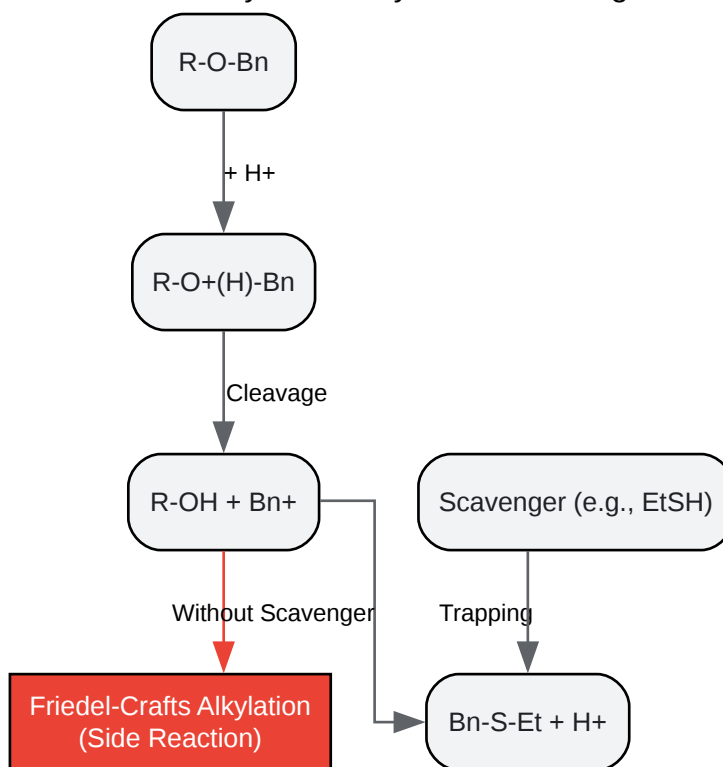 R-O-Bn
+ H+
R-O+(H)-Bn
Cleavage
R-OH + Bn+
Scavenger (e.g., EtSH)
Without Scavenger
Trapping
Friedel-Crafts Alkylation
(Side Reaction)
Bn-S-Et + H+